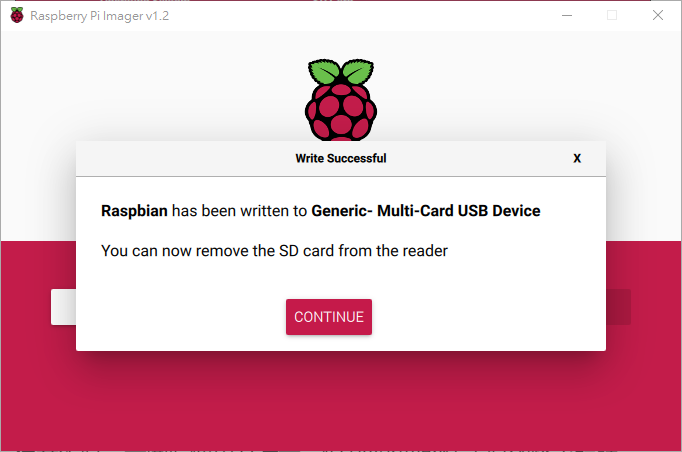 Raspberry Pi Imager v1.2
Write Successful X
Raspbian has been written to Generic- Multi-Card USB Device
You can now remove the SD card from the reader
CONTINUE